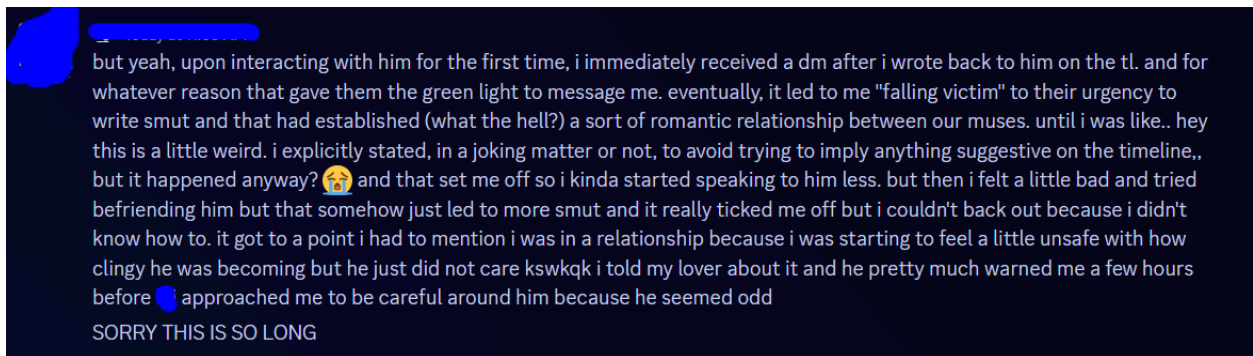 but yeah, upon interacting with him for the first time, i immediately received a dm after i wrote back to him on the tl. and for
whatever reason that gave them the green light to message me. eventually, it led to me "falling victim" to their urgency to
write smut and that had established (what the hell?) a sort of romantic relationship between our muses. until i was like.. hey
this is a little weird. i explicitly stated, in a joking matter or not, to avoid trying to imply anything suggestive on the timeline,,
but it happened anyway? 😭 and that set me off so i kinda started speaking to him less. but then i felt a little bad and tried
befriending him but that somehow just led to more smut and it really ticked me off but i couldn't back out because i didn't
know how to. it got to a point i had to mention i was in a relationship because i was starting to feel a little unsafe with how
clingy he was becoming but he just did not care kswkqk i told my lover about it and he pretty much warned me a few hours
before approached me to be careful around him because he seemed odd
SORRY THIS IS SO LONG